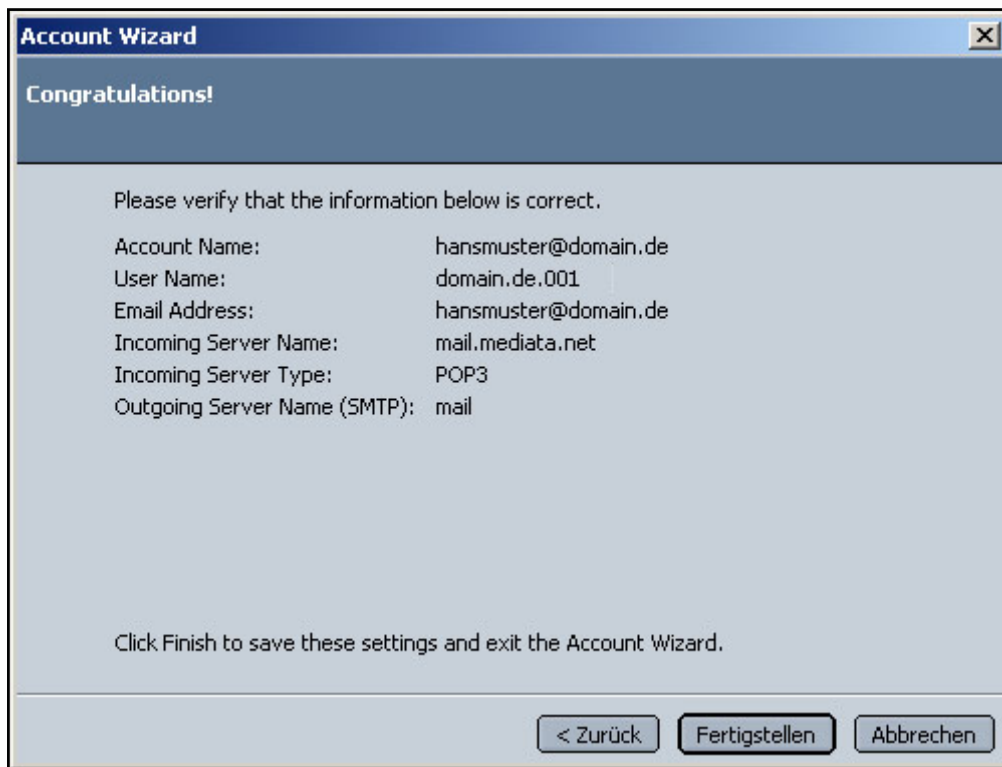 Account Wizard
Congratulations!
Please verify that the information below is correct.
Account Name: hansmuster@domain.de
User Name: domain.de.001
Email Address: hansmuster@domain.de
Incoming Server Name: mail.mediata.net
Incoming Server Type: POP3
Outgoing Server Name (SMTP): mail
Click Finish to save these settings and exit the Account Wizard.
< Zurück Fertigstellen Abbrechen